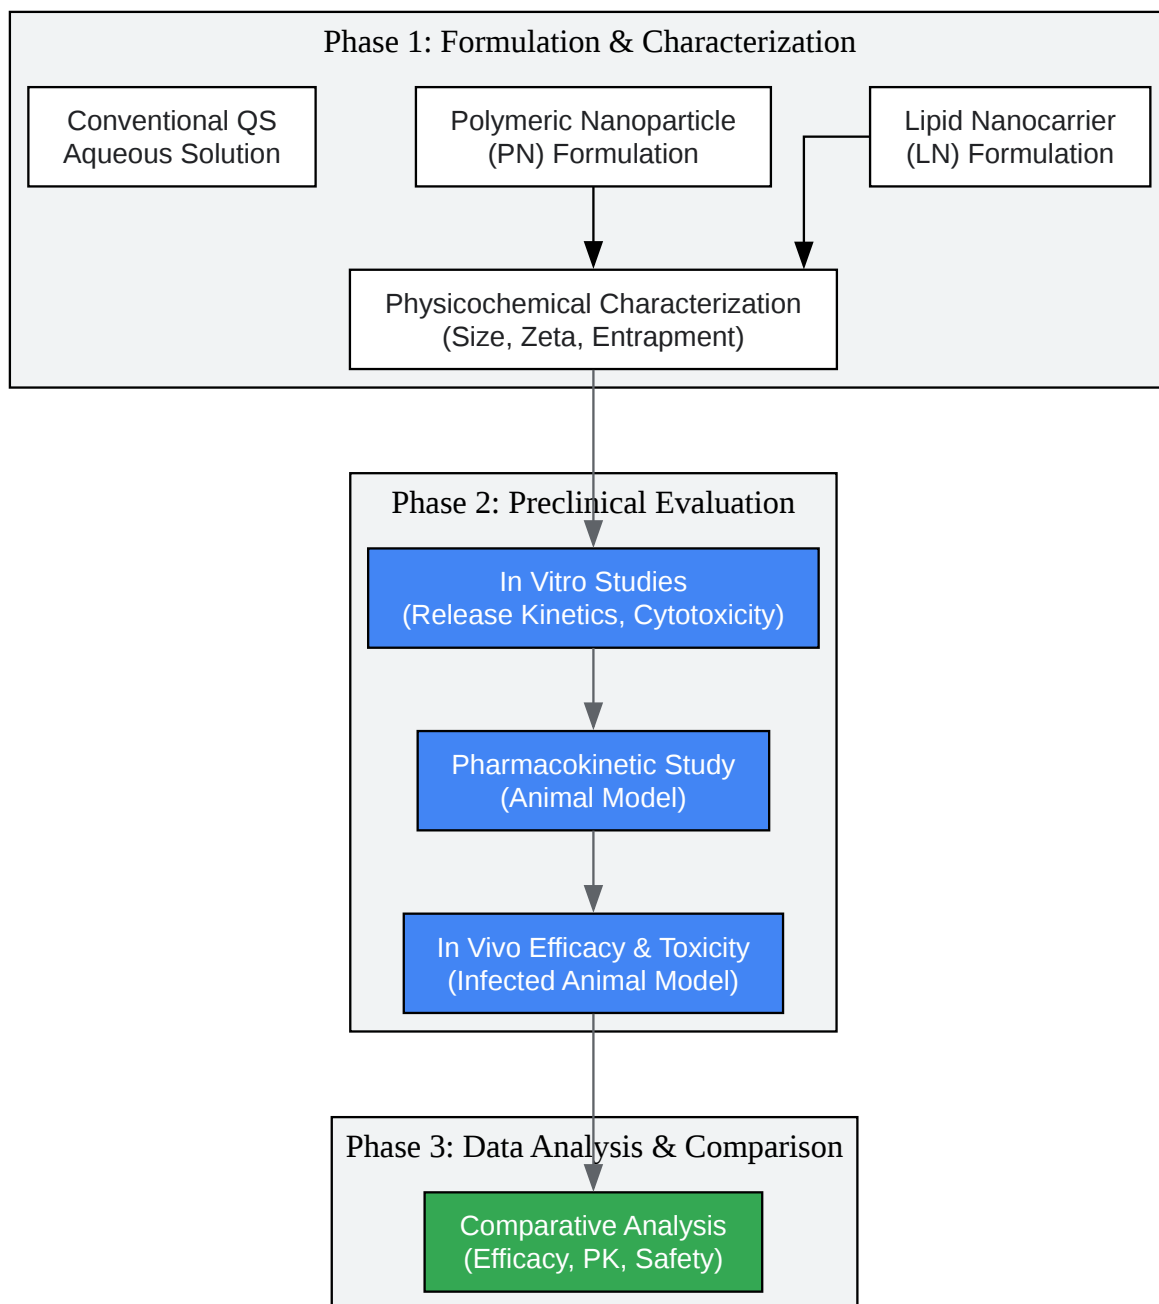 Phase 1: Formulation & Characterization
Conventional QS
Aqueous Solution
Polymeric Nanoparticle
(PN) Formulation
Lipid Nanocarrier
(LN) Formulation
Physicochemical Characterization
(Size, Zeta, Entrapment)
Phase 2: Preclinical Evaluation
In Vitro Studies
(Release Kinetics, Cytotoxicity)
Pharmacokinetic Study
(Animal Model)
In Vivo Efficacy & Toxicity
(Infected Animal Model)
Phase 3: Data Analysis & Comparison
Comparative Analysis
(Efficacy, PK, Safety)